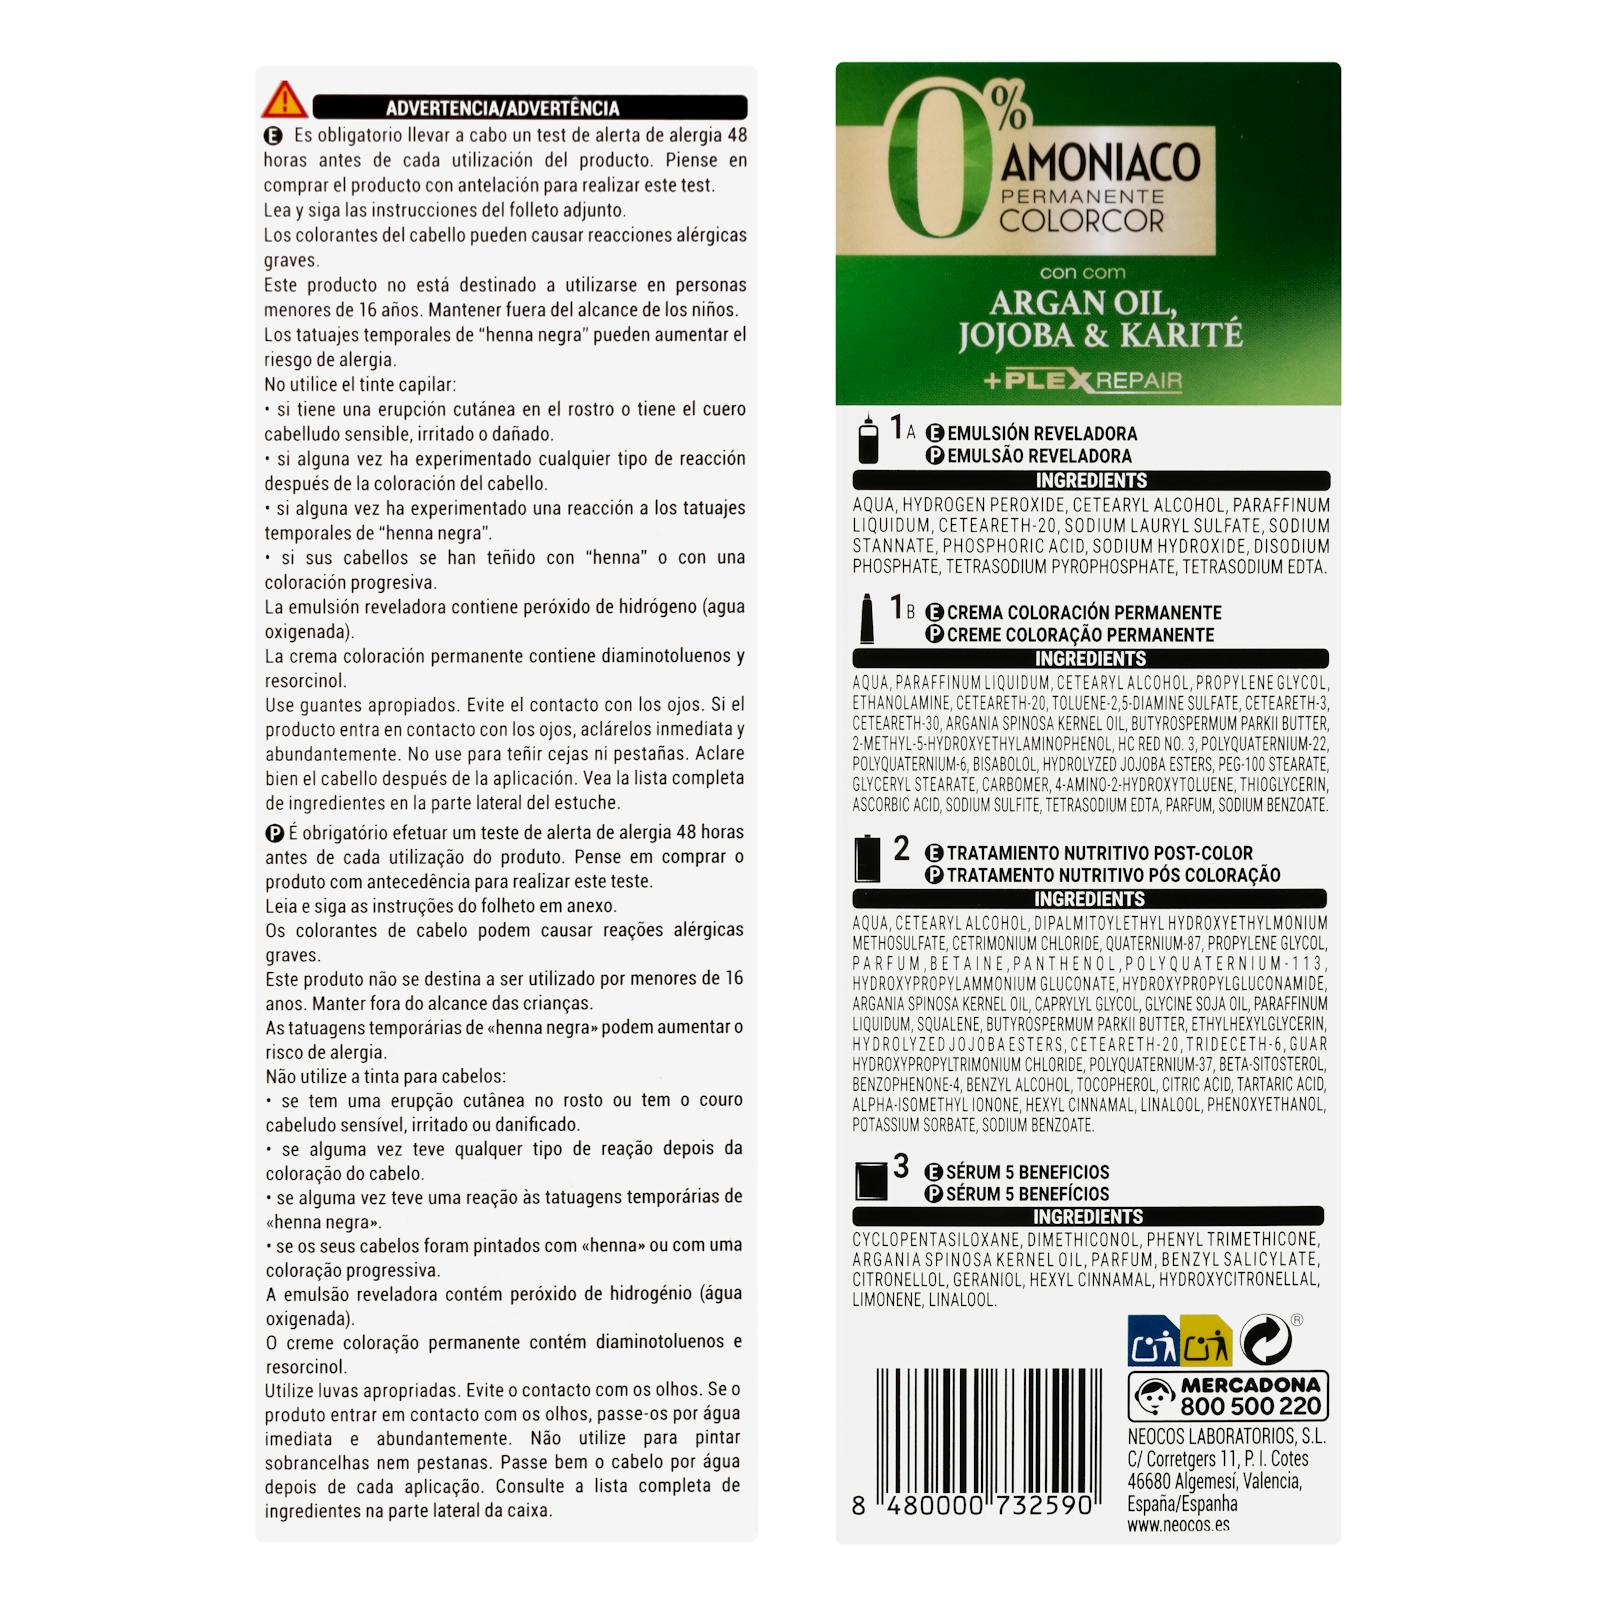 ADVERTENCIA/ADVERTÊNCIA
E Es obligatorio llevar a cabo un test de alerta de alergia 48
horas antes de cada utilización del producto. Piense en
comprar el producto con antelación para realizar este test.
Lea y siga las instrucciones del folleto adjunto.
Los colorantes del cabello pueden causar reacciones alérgicas
graves.
Este producto no está destinado a utilizarse en personas
menores de 16 años. Mantener fuera del alcance de los niños.
Los tatuajes temporales de “henna negra” pueden aumentar el
riesgo de alergia.
No utilice el tinte capilar:
• si tiene una erupción cutánea en el rostro o tiene el cuero
cabelludo sensible, irritado o dañado.
• si alguna vez ha experimentado cualquier tipo de reacción
después de la coloración del cabello.
• si alguna vez ha experimentado una reacción a los tatuajes
temporales de “henna negra”.
• si sus cabellos se han teñido con “henna” o con una
coloración progresiva.
La emulsión reveladora contiene peróxido de hidrógeno (agua
oxigenada).
La crema coloración permanente contiene diaminotoluenos y
resorcinol.
Use guantes apropiados. Evite el contacto con los ojos. Si el
producto entra en contacto con los ojos, aclárelos inmediata y
abundantemente. No use para teñir cejas ni pestañas. Aclare
bien el cabello después de la aplicación. Vea la lista completa
de ingredientes en la parte lateral del estuche.
P É obrigatório efetuar um teste de alerta de alergia 48 horas
antes de cada utilização do produto. Pense em comprar o
produto com antecedência para realizar este teste.
Leia e siga as instruções do folheto em anexo.
Os colorantes de cabelo podem causar reações alérgicas
graves.
Este produto não se destina a ser utilizado por menores de 16
anos. Manter fora do alcance das crianças.
As tatuagens temporárias de «henna negra» podem aumentar o
risco de alergia.
Não utilize a tinta para cabelos:
• se tem uma erupção cutânea no rosto ou tem o couro
cabeludo sensível, irritado ou danificado.
• se alguma vez teve qualquer tipo de reação depois da
coloração do cabelo.
• se alguma vez teve uma reação às tatuagens temporárias de
«henna negra».
• se os seus cabelos foram pintados com «henna» ou com uma
coloração progressiva.
A emulsão reveladora contém peróxido de hidrogénio (água
oxigenada).
O creme coloração permanente contém diaminotoluenos e
resorcinol.
Utilize luvas apropriadas. Evite o contacto com os olhos. Se o
produto entrar em contacto com os olhos, passe-os por água
imediata e abundantemente. Não utilize para pintar
sobrancelhas nem pestanas. Passe bem o cabelo por água
depois de cada aplicação. Consulte a lista completa de
ingredientes na parte lateral da caixa.
0%
AMONIACO
PERMANENTE
COLORCOR
con com
ARGAN OIL,
JOJOBA & KARITÉ
+PLEXREPAIR
1A E EMULSIÓN REVELADORA
P EMULSÃO REVELADORA
INGREDIENTS
AQUA, HYDROGEN PEROXIDE, CETEARYL ALCOHOL, PARAFFINUM
LIQUIDUM, CETEARETH-20, SODIUM LAURYL SULFATE, SODIUM
STANNATE, PHOSPHORIC ACID, SODIUM HYDROXIDE, DISODIUM
PHOSPHATE, TETRASODIUM PYROPHOSPHATE, TETRASODIUM EDTA.
1B E CREMA COLORACIÓN PERMANENTE
P CREME COLORAÇÃO PERMANENTE
INGREDIENTS
AQUA, PARAFFINUM LIQUIDUM, CETEARYL ALCOHOL, PROPYLENE GLYCOL,
ETHANOLAMINE, CETEARETH-20, TOLUENE-2,5-DIAMINE SULFATE, CETEARETH-3,
CETEARETH-30, ARGANIA SPINOSA KERNEL OIL, BUTYROSPERMUM PARKII BUTTER,
2-METHYL-5-HYDROXYETHYLAMINOPHENOL, HC RED NO. 3, POLYQUATERNIUM-22,
POLYQUATERNIUM-6, BISABOLOL, HYDROLYZED JOJOBA ESTERS, PEG-100 STEARATE,
GLYCERYL STEARATE, CARBOMER, 4-AMINO-2-HYDROXYTOLUENE, THIOGLYCERIN,
ASCORBIC ACID, SODIUM SULFITE, TETRASODIUM EDTA, PARFUM, SODIUM BENZOATE.
2 E TRATAMIENTO NUTRITIVO POST-COLOR
P TRATAMENTO NUTRITIVO PÓS COLORAÇÃO
INGREDIENTS
AQUA, CETEARYL ALCOHOL, DIPALMITOYLETHYL HYDROXYETHYLMONIUM
METHOSULFATE, CETRIMONIUM CHLORIDE, QUATERNIUM-87, PROPYLENE GLYCOL,
PARFUM, BETAINE, PANTHENOL, POLYQUATERNIUM-113,
HYDROXYPROPYLAMMONIUM GLUCONATE, HYDROXYPROPYLGLUCONAMIDE,
ARGANIA SPINOSA KERNEL OIL, CAPRYLYL GLYCOL, GLYCINE SOJA OIL, PARAFFINUM
LIQUIDUM, SQUALENE, BUTYROSPERMUM PARKII BUTTER, ETHYLHEXYLGLYCERIN,
HYDROLYZED JOJOBA ESTERS, CETEARETH-20, TRIDECETH-6, GUAR
HYDROXYPROPYLTRIMONIUM CHLORIDE, POLYQUATERNIUM-37, BETA-SITOSTEROL,
BENZOPHENONE-4, BENZYL ALCOHOL, TOCOPHEROL, CITRIC ACID, TARTARIC ACID,
ALPHA-ISOMETHYL IONONE, HEXYL CINNAMAL, LINALOOL, PHENOXYETHANOL,
POTASSIUM SORBATE, SODIUM BENZOATE.
3 E SÉRUM 5 BENEFICIOS
P SÉRUM 5 BENEFÍCIOS
INGREDIENTS
CYCLOPENTASILOXANE, DIMETHICONOL, PHENYL TRIMETHICONE,
ARGANIA SPINOSA KERNEL OIL, PARFUM, BENZYL SALICYLATE,
CITRONELLOL, GERANIOL, HEXYL CINNAMAL, HYDROXYCITRONELLAL,
LIMONENE, LINALOOL.
®
MERCADONA
800 500 220
NEOCOS LABORATORIOS, S.L.
C/ Corretgers 11, P. I. Cotes
46680 Algemesí, Valencia,
España/Espanha
www.neocos.es
8 480000 732590